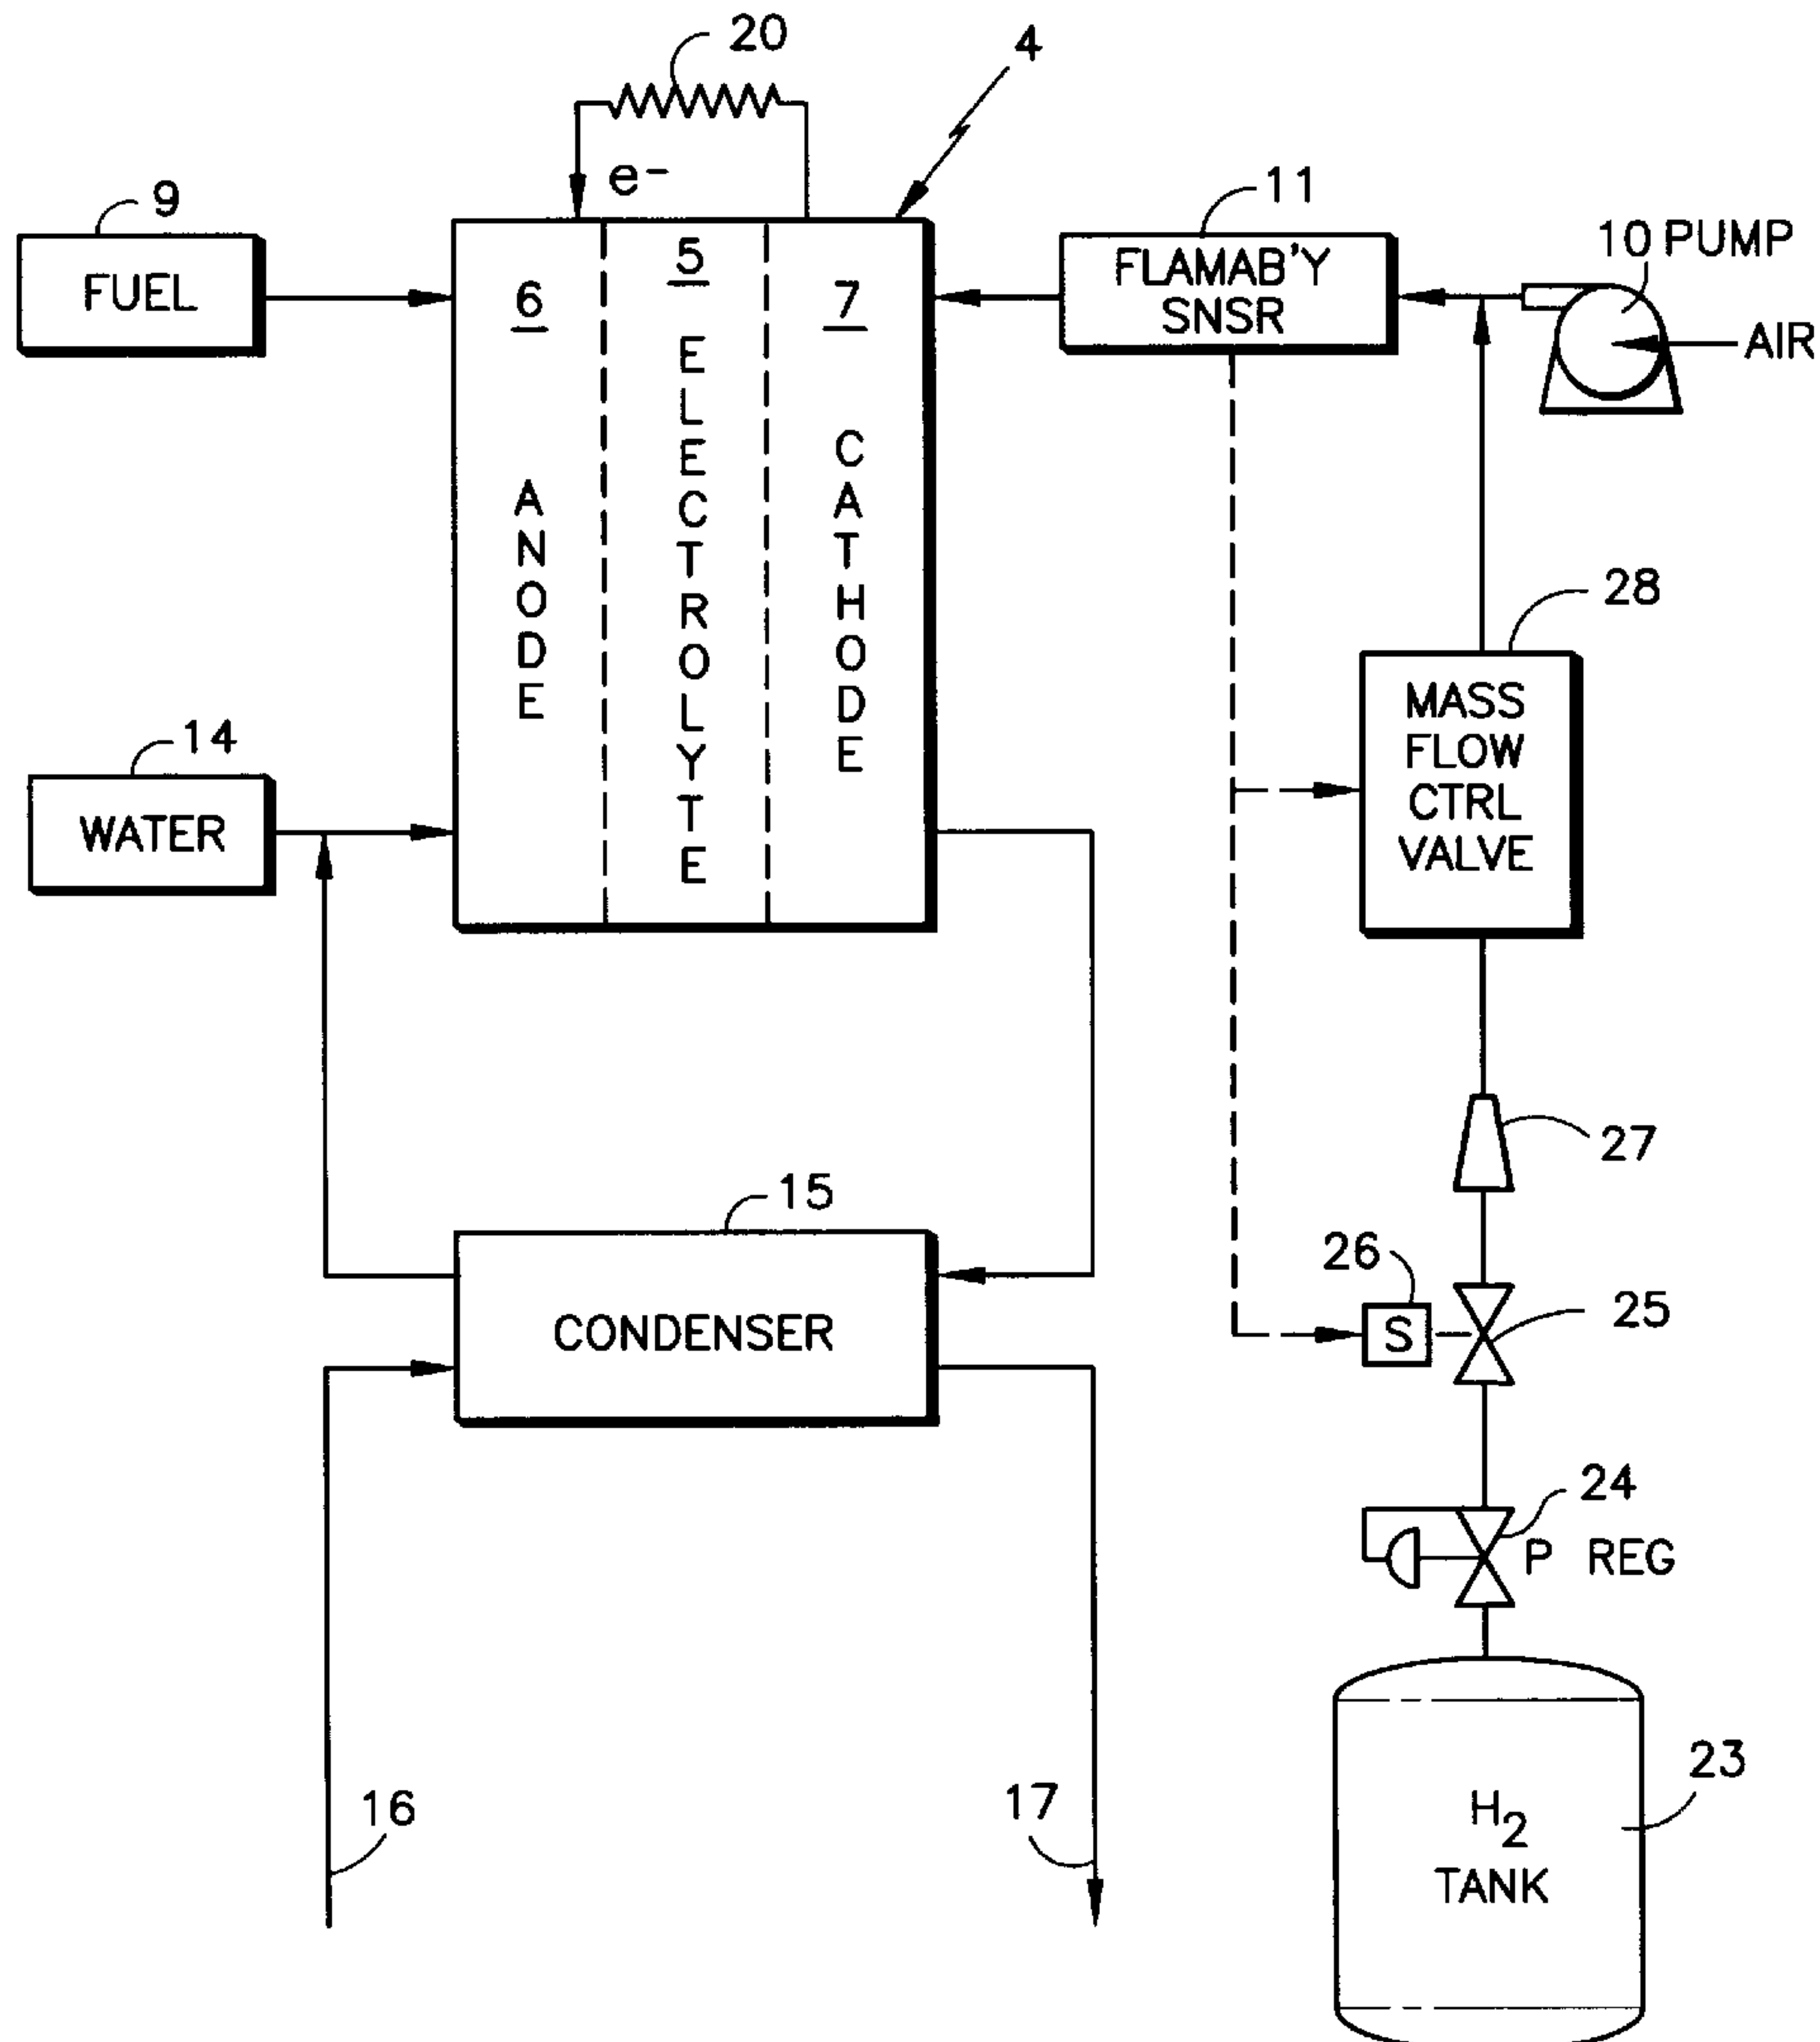 20
4
e-
9
FUEL
11
FLAMAB'Y
SNSR
10 PUMP
AIR
6
ANODE
5
ELECTROLYTE
7
CATHODE
28
MASS
FLOW
CTRL
VALVE
14
WATER
27
15
CONDENSER
26
S
25
24
P REG
16
17
23
H2
TANK